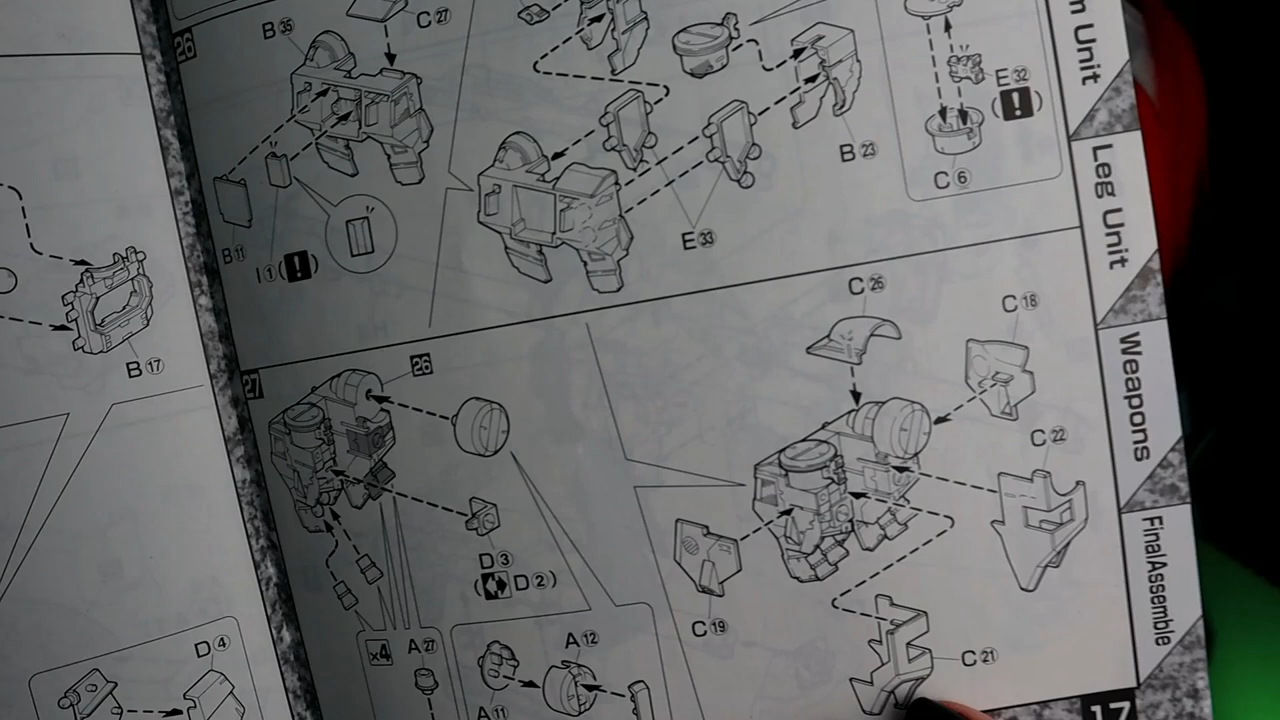 26
B35
C27
B11
I1(!)
B17
E33
B23
E32
(!)
C6
m Unit
Leg Unit
Weapons
FinalAssemble
27
26
D3
(D2)
×4
A27
A12
A11
D4
C26
C18
C22
C19
C21
17